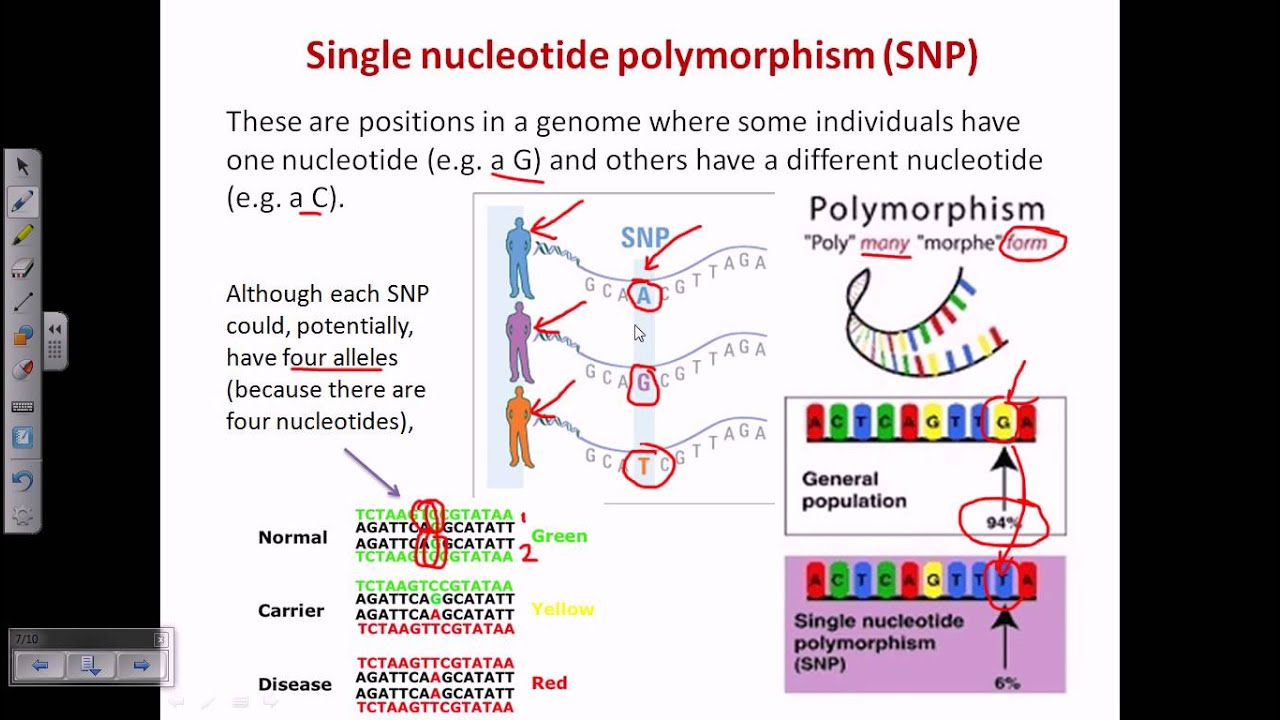 Single nucleotide polymorphism (SNP)
These are positions in a genome where some individuals have
one nucleotide (e.g. a G) and others have a different nucleotide
(e.g. a C).
Although each SNP
could, potentially,
have four alleles
(because there are
four nucleotides),
SNP
GCAACGTTAGA
GCAGCGTTAGA
GCATCGTTAGA
Polymorphism
"Poly" many "morphe" form
ACTCAGTTGA
General
population
94%
ACTCAGTTTA
Single nucleotide
polymorphism
(SNP)
6%
Normal
TCTAAGTCCGTATAA 1
AGATTCAGGCATATT
AGATTCAGGCATATT
TCTAAGTCCGTATAA 2
Green
Carrier
TCTAAGTCCGTATAA
AGATTCAGGCATATT
AGATTCAAGCATATT
TCTAAGTTCGTATAA
Yellow
Disease
TCTAAGTTCGTATAA
AGATTCAAGCATATT
AGATTCAAGCATATT
TCTAAGTTCGTATAA
Red
7/10